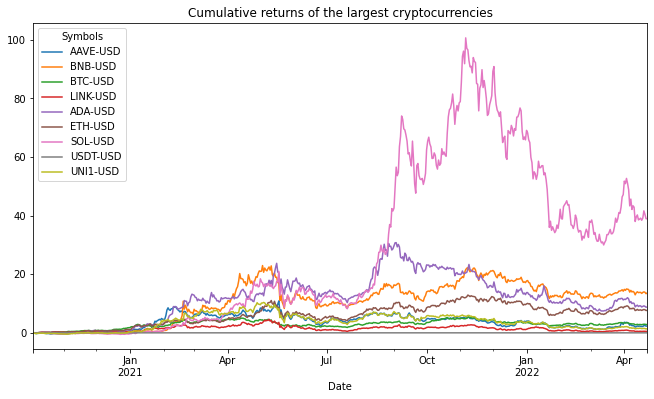 Cumulative returns of the largest cryptocurrencies
Symbols
AAVE-USD
BNB-USD
BTC-USD
LINK-USD
ADA-USD
ETH-USD
SOL-USD
USDT-USD
UNI1-USD
100
80
60
40
20
0
Jan Apr Jul Oct Jan Apr
2021 2022
Date